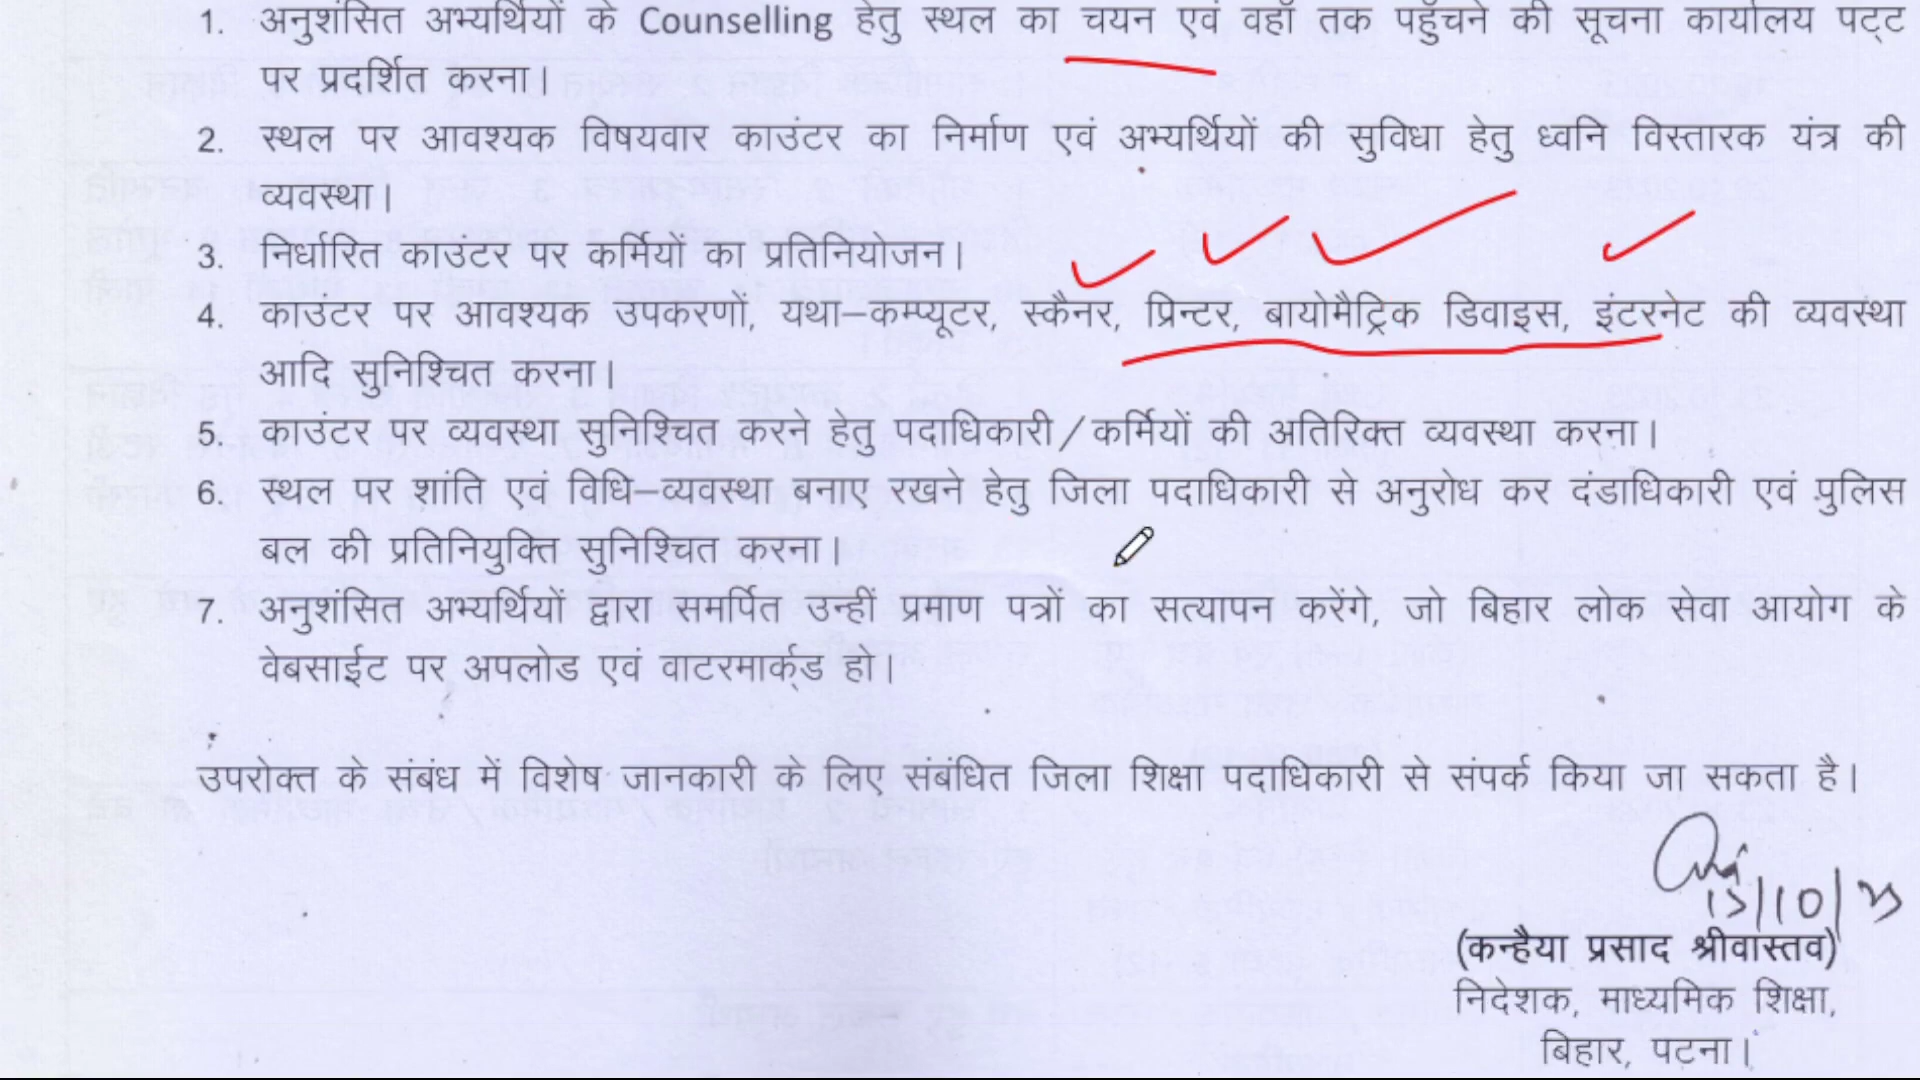 1. अनुशंसित अभ्यर्थियों के Counselling हेतु स्थल का चयन एवं वहाँ तक पहुँचने की सूचना कार्यालय पट्ट
पर प्रदर्शित करना।
2. स्थल पर आवश्यक विषयवार काउंटर का निर्माण एवं अभ्यर्थियों की सुविधा हेतु ध्वनि विस्तारक यंत्र की
व्यवस्था।
3. निर्धारित काउंटर पर कर्मियों का प्रतिनियोजन।
4. काउंटर पर आवश्यक उपकरणों, यथा–कम्प्यूटर, स्कैनर, प्रिन्टर, बायोमैट्रिक डिवाइस, इंटरनेट की व्यवस्था
आदि सुनिश्चित करना।
5. काउंटर पर व्यवस्था सुनिश्चित करने हेतु पदाधिकारी/कर्मियों की अतिरिक्त व्यवस्था करना।
6. स्थल पर शांति एवं विधि–व्यवस्था बनाए रखने हेतु जिला पदाधिकारी से अनुरोध कर दंडाधिकारी एवं पुलिस
बल की प्रतिनियुक्ति सुनिश्चित करना।
7. अनुशंसित अभ्यर्थियों द्वारा समर्पित उन्हीं प्रमाण पत्रों का सत्यापन करेंगे, जो बिहार लोक सेवा आयोग के
वेबसाईट पर अपलोड एवं वाटरमार्क्ड हो।
उपरोक्त के संबंध में विशेष जानकारी के लिए संबंधित जिला शिक्षा पदाधिकारी से संपर्क किया जा सकता है।
(कन्हैया प्रसाद श्रीवास्तव)
निदेशक, माध्यमिक शिक्षा,
बिहार, पटना।